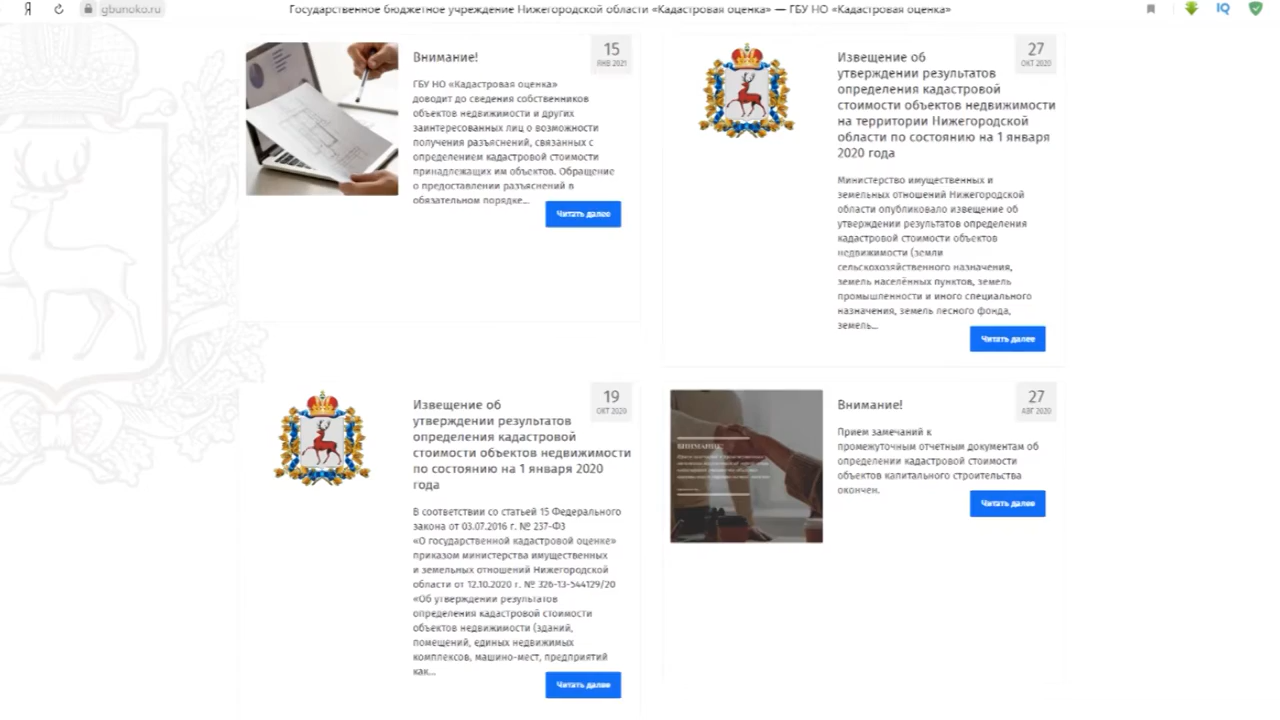 gbunoko.ru
Государственное бюджетное учреждение Нижегородской области «Кадастровая оценка» — ГБУ НО «Кадастровая оценка»
IQ
15
ЯНВ 2021
Внимание!
ГБУ НО «Кадастровая оценка»
доводит до сведения собственников
объектов недвижимости и других
заинтересованных лиц о возможности
получения разъяснений, связанных с
определением кадастровой стоимости
принадлежащих им объектов. Обращение
о предоставлении разъяснений в
обязательном порядке...
Читать далее
27
ОКТ 2020
Извещение об
утверждении результатов
определения кадастровой
стоимости объектов недвижимости
на территории Нижегородской
области по состоянию на 1 января
2020 года
Министерство имущественных и
земельных отношений Нижегородской
области опубликовало извещение об
утверждении результатов определения
кадастровой стоимости объектов
недвижимости (земли
сельскохозяйственного назначения,
земель населённых пунктов, земель
промышленности и иного специального
назначения, земель лесного фонда,
земель...
Читать далее
19
ОКТ 2020
Извещение об
утверждении результатов
определения кадастровой
стоимости объектов недвижимости
по состоянию на 1 января 2020
года
В соответствии со статьей 15 Федерального
закона от 03.07.2016 г. № 237-ФЗ
«О государственной кадастровой оценке»
приказом министерства имущественных
и земельных отношений Нижегородской
области от 12.10.2020 г. № 326-13-544129/20
«Об утверждении результатов
определения кадастровой стоимости
объектов недвижимости (зданий,
помещений, единых недвижимых
комплексов, машино-мест, предприятий
как...
Читать далее
27
АВГ 2020
Внимание!
Прием замечаний к
промежуточным отчетным документам об
определении кадастровой стоимости
объектов капитального строительства
окончен.
Читать далее
ВНИМАНИЕ!